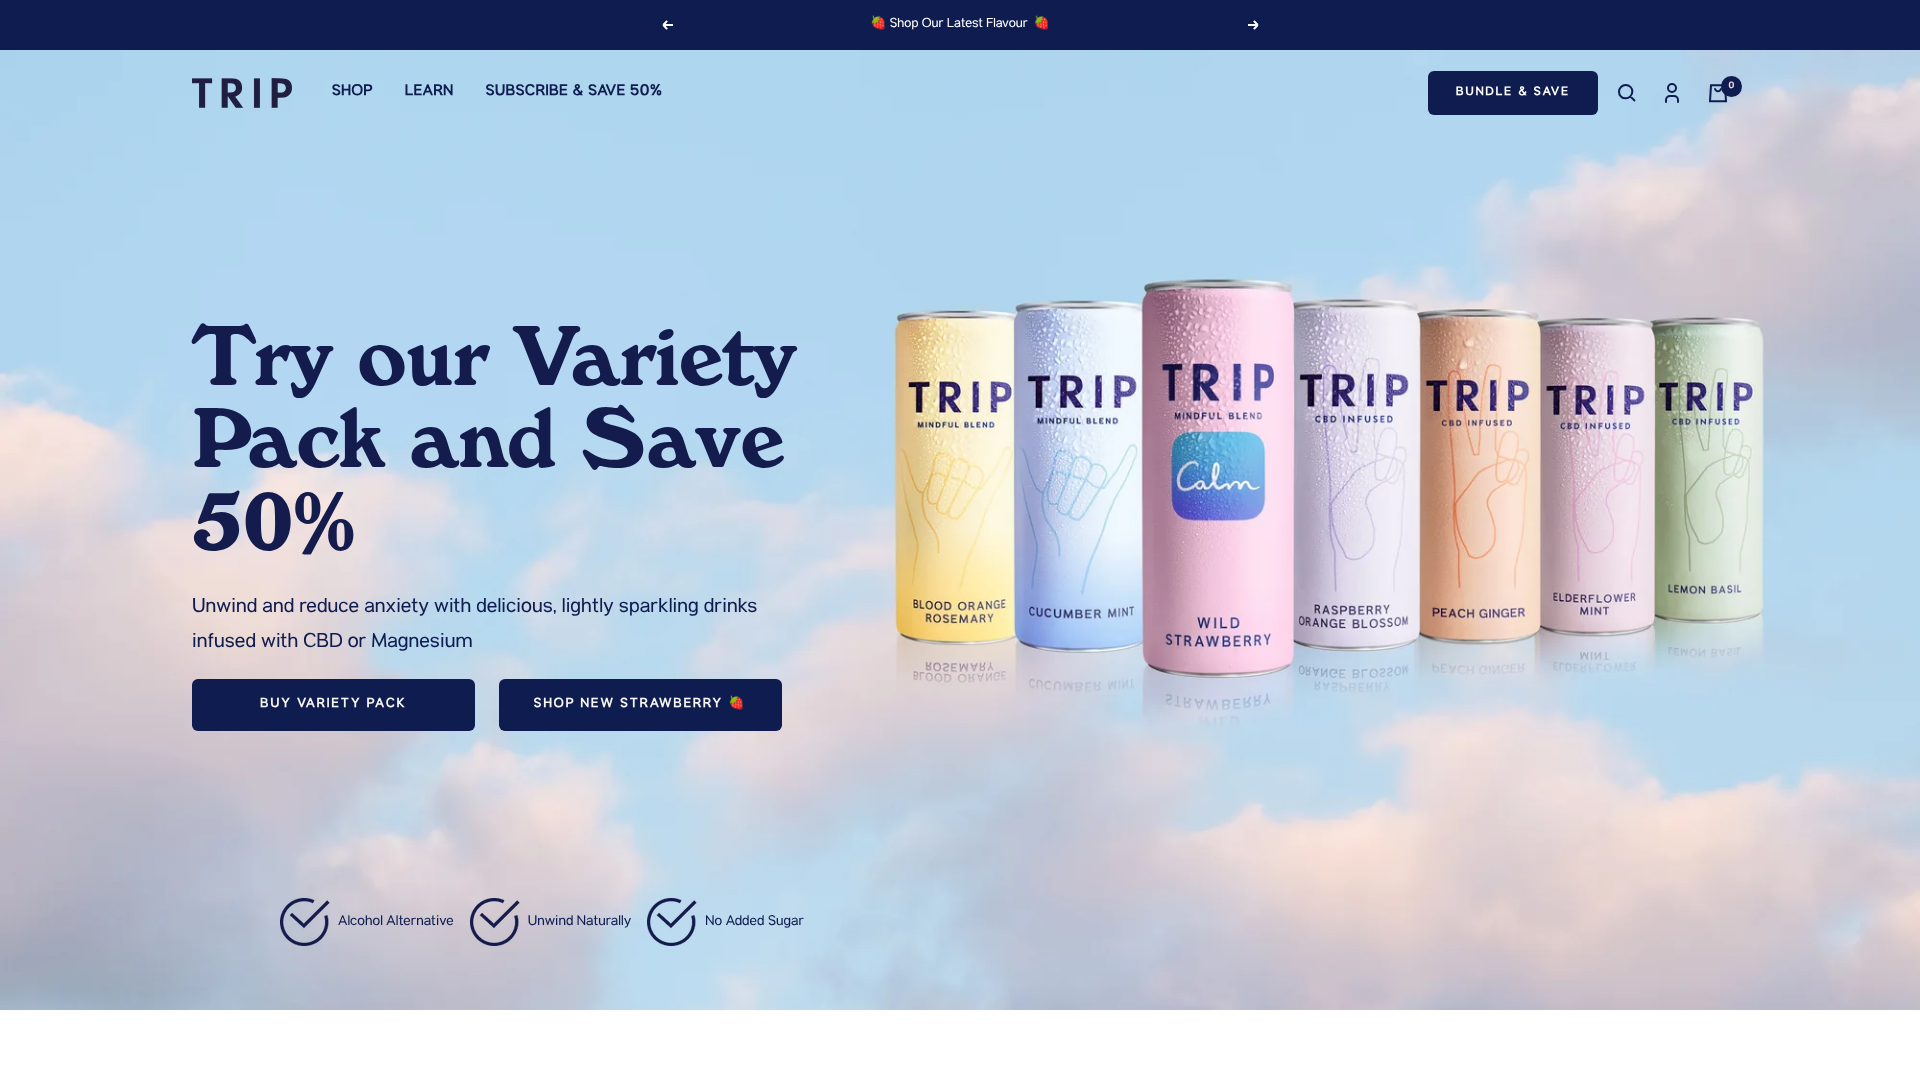 🍓 Shop Our Latest Flavour 🍓
TRIP
SHOP
LEARN
SUBSCRIBE & SAVE 50%
BUNDLE & SAVE
0
Try our Variety
Pack and Save
50%
Unwind and reduce anxiety with delicious, lightly sparkling drinks
infused with CBD or Magnesium
BUY VARIETY PACK
SHOP NEW STRAWBERRY 🍓
Alcohol Alternative
Unwind Naturally
No Added Sugar
TRIP
MINDFUL BLEND
BLOOD ORANGE
ROSEMARY
TRIP
MINDFUL BLEND
CUCUMBER MINT
TRIP
MINDFUL BLEND
Calm
WILD
STRAWBERRY
TRIP
CBD INFUSED
RASPBERRY
ORANGE BLOSSOM
TRIP
CBD INFUSED
PEACH GINGER
TRIP
CBD INFUSED
ELDERFLOWER
MINT
TRIP
CBD INFUSED
LEMON BASIL